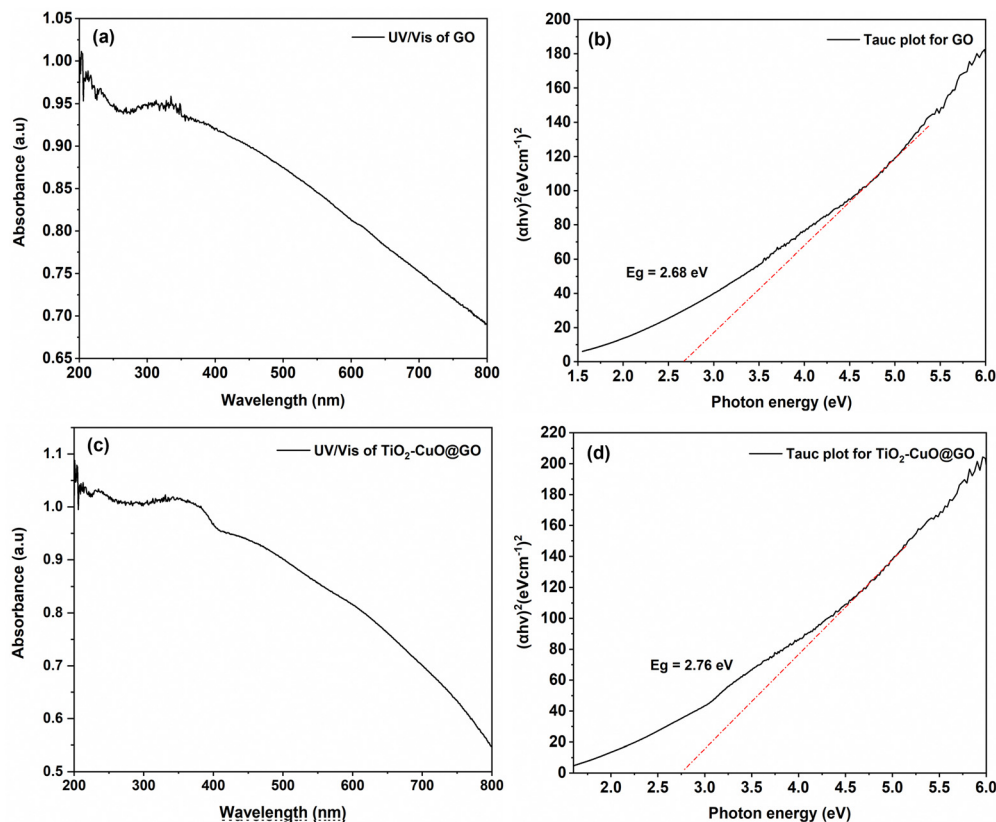 (a)
UV/Vis of GO
1.05
1.00
0.95
0.90
0.85
0.80
0.75
0.70
0.65
Absorbance (a.u)
200 300 400 500 600 700 800
Wavelength (nm)
(b)
Tauc plot for GO
200
180
160
140
120
100
80
60
40
20
0
(αhv)²(eVcm⁻¹)²
Eg = 2.68 eV
1.5 2.0 2.5 3.0 3.5 4.0 4.5 5.0 5.5 6.0
Photon energy (eV)
(c)
UV/Vis of TiO₂-CuO@GO
1.1
1.0
0.9
0.8
0.7
0.6
0.5
Absorbance (a.u)
200 300 400 500 600 700 800
Wavelength (nm)
(d)
Tauc plot for TiO₂-CuO@GO
220
200
180
160
140
120
100
80
60
40
20
0
(αhv)²(eVcm⁻¹)²
Eg = 2.76 eV
2.0 2.5 3.0 3.5 4.0 4.5 5.0 5.5 6.0
Photon energy (eV)